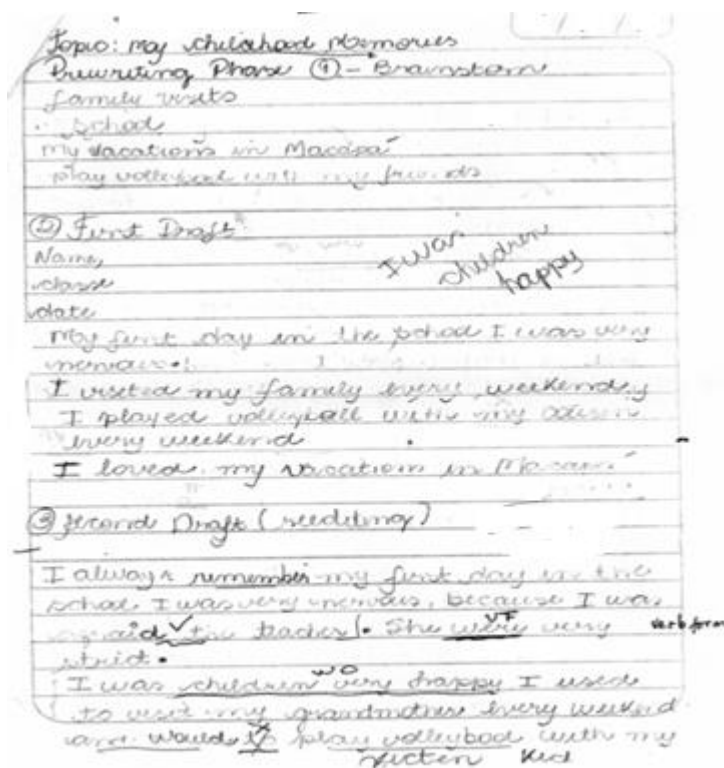 Topic: my childhood memories
Prewriting Phase ① - Brainstorm
family visits
. school
my vacations in Macapá
play volleyball with my friends
② First Draft
I was
children
happy
Name,
classe
date
My first day in the school I was very
nervous.
I visited my family every weekend,
I played volleyball with my
every weekend
I loved my vacation in Macapá
③ Second Draft (reediting)
I always remember my first day in the
school I was very nervous, because I was
afraid the teacher. She were very
VF
verb form
strict.
WO
I was children very happy I used
to visit my grandmother every weekend
and would to play volleyball with my